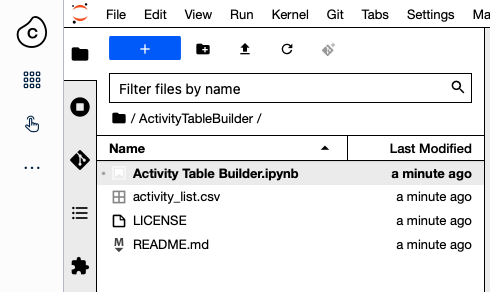 C
File Edit View Run Kernel Git Tabs Settings
Filter files by name
/ ActivityTableBuilder /
Name Last Modified
Activity Table Builder.ipynb a minute ago
activity_list.csv a minute ago
LICENSE a minute ago
M README.md a minute ago